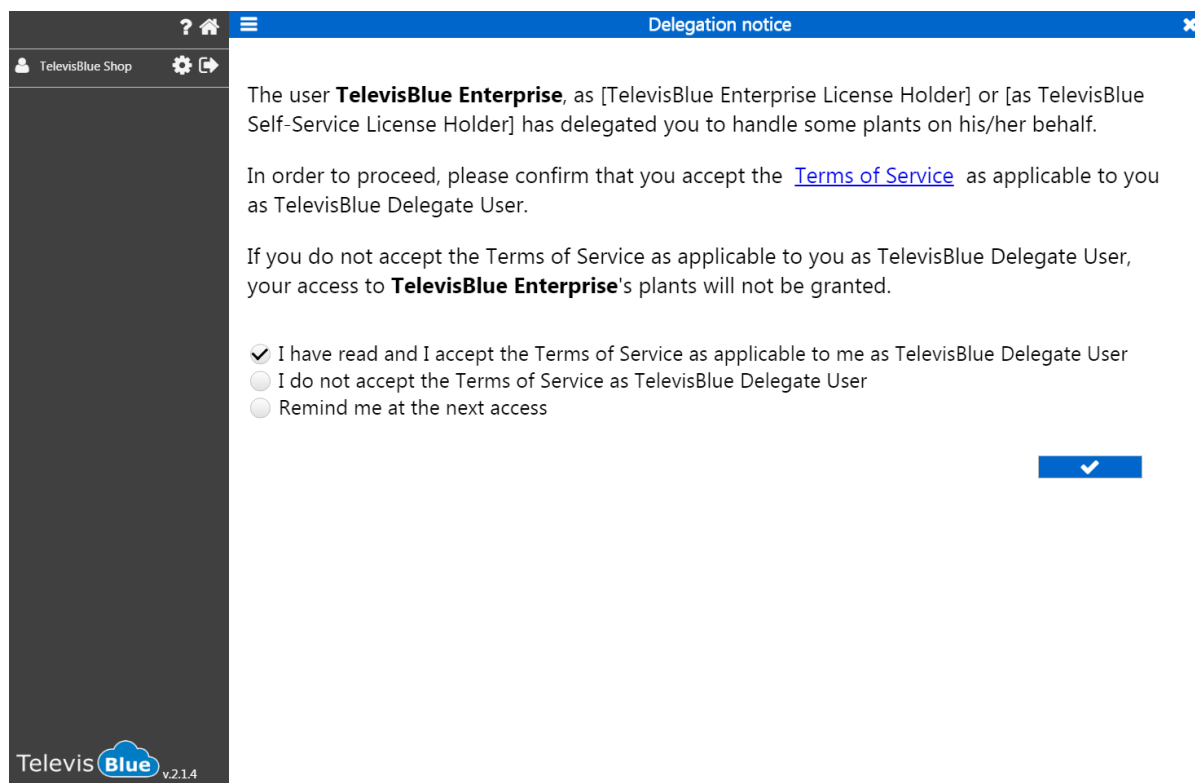 ?
Delegation notice
TelevisBlue Shop
The user TelevisBlue Enterprise, as [TelevisBlue Enterprise License Holder] or [as TelevisBlue
Self-Service License Holder] has delegated you to handle some plants on his/her behalf.
In order to proceed, please confirm that you accept the Terms of Service as applicable to you
as TelevisBlue Delegate User.
If you do not accept the Terms of Service as applicable to you as TelevisBlue Delegate User,
your access to TelevisBlue Enterprise's plants will not be granted.
I have read and I accept the Terms of Service as applicable to me as TelevisBlue Delegate User
I do not accept the Terms of Service as TelevisBlue Delegate User
Remind me at the next access
Televis Blue v.2.1.4